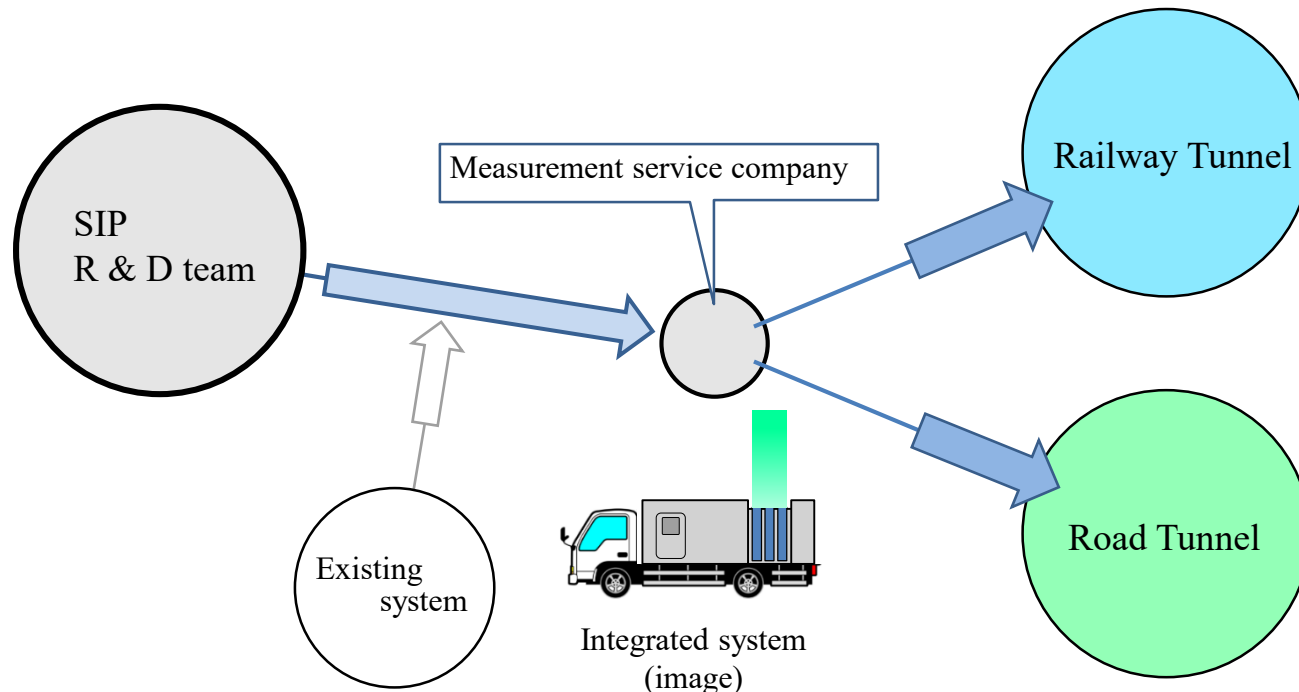 SIP
R & D team
Measurement service company
Railway Tunnel
Existing
system
Integrated system
(image)
Road Tunnel